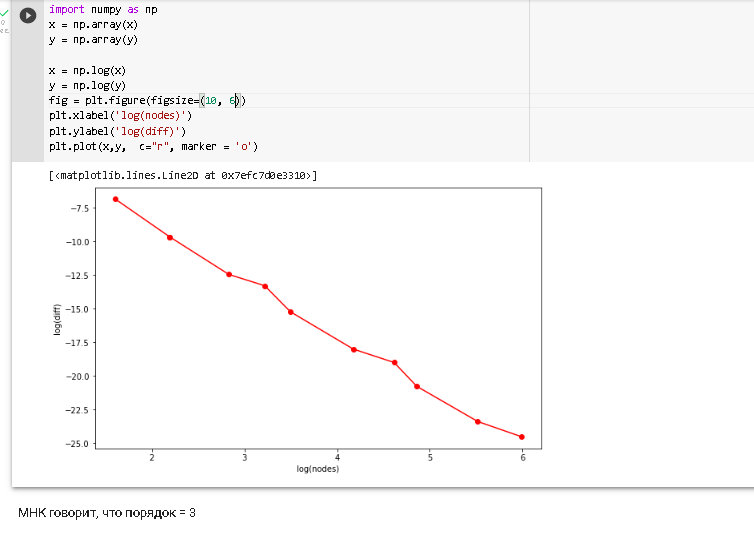 import numpy as np
x = np.array(x)
y = np.array(y)
x = np.log(x)
y = np.log(y)
fig = plt.figure(figsize=(10, 6))
plt.xlabel('log(nodes)')
plt.ylabel('log(diff)')
plt.plot(x,y,  c="r", marker = 'o')
[<matplotlib.lines.Line2D at 0x7efc7d0e3310>]
−7.5
−10.0
−12.5
−15.0
−17.5
−20.0
−22.5
−25.0
log(diff)
2 3 4 5 6
log(nodes)
МНК говорит, что порядок = 3